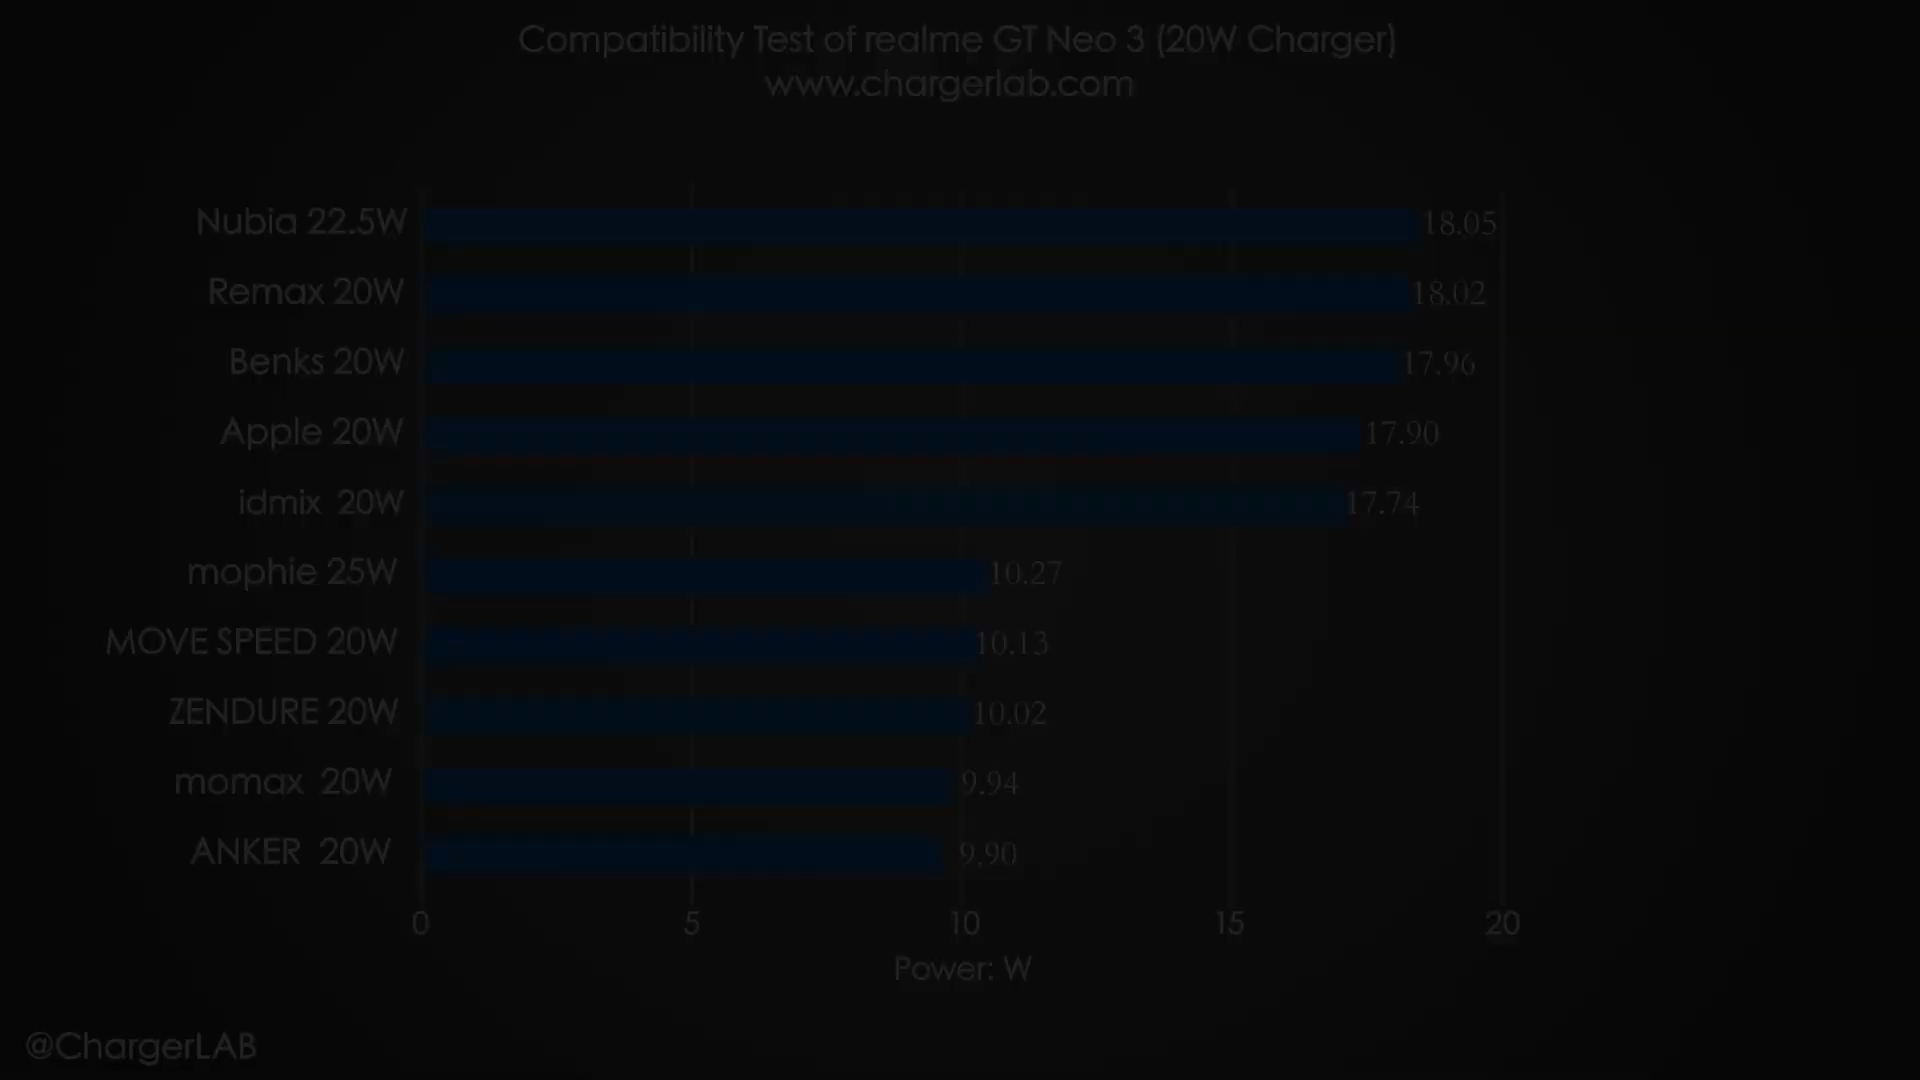 Compatibility Test of realme GT Neo 3 (20W Charger)
www.chargerlab.com
Nubia 22.5W 18.05
Remax 20W 18.02
Benks 20W 17.96
Apple 20W 17.90
idmix 20W 17.74
mophie 25W 10.27
MOVE SPEED 20W 10.13
ZENDURE 20W 10.02
momax 20W 9.94
ANKER 20W 9.90
0 5 10 15 20
Power: W
@ChargerLAB